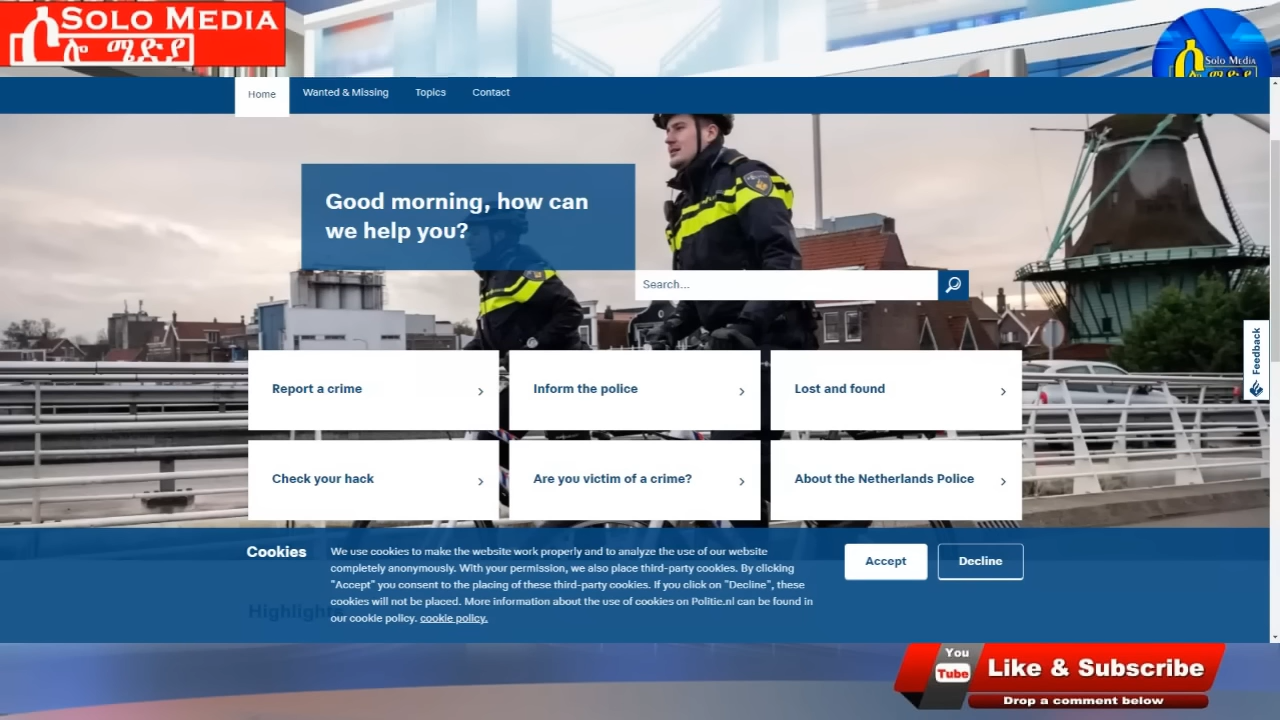 SOLO MEDIA
ሶሎ ሜድያ
SOLO MEDIA
Home
Wanted & Missing
Topics
Contact
Good morning, how can
we help you?
Search...
Feedback
Report a crime
Inform the police
Lost and found
Check your hack
Are you victim of a crime?
About the Netherlands Police
Cookies
We use cookies to make the website work properly and to analyze the use of our website
completely anonymously. With your permission, we also place third-party cookies. By clicking
"Accept" you consent to the placing of these third-party cookies. If you click on "Decline", these
cookies will not be placed. More information about the use of cookies on Politie.nl can be found in
our cookie policy. cookie policy.
Accept
Decline
Highlights
You
Tube
Like & Subscribe
Drop a comment below